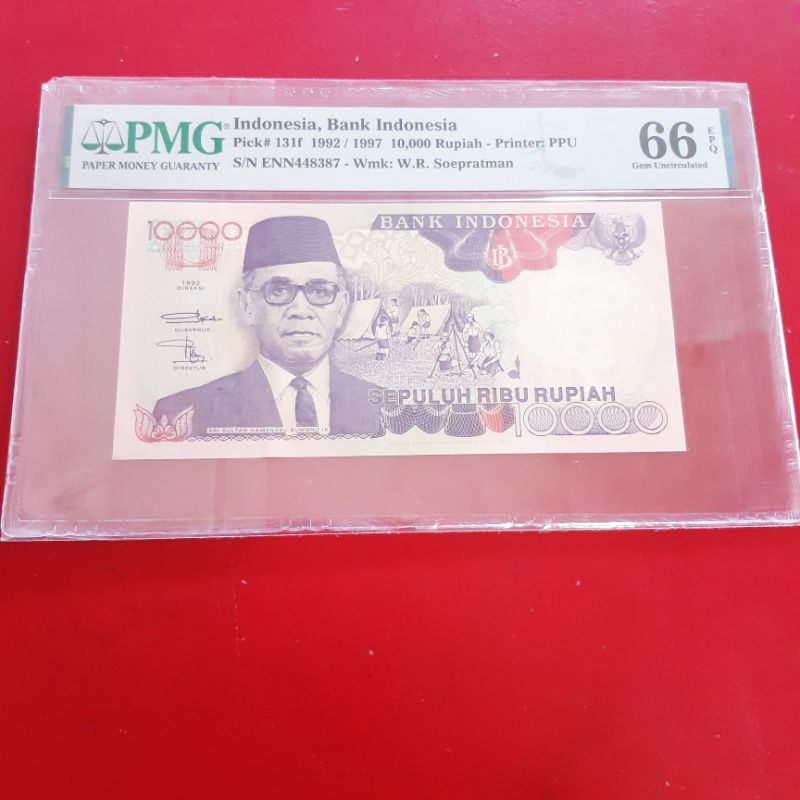 PMG
PAPER MONEY GUARANTY
Indonesia, Bank Indonesia
Pick# 131f 1992 / 1997 10,000 Rupiah - Printer: PPU
S/N ENN448387 - Wmk: W.R. Soepratman
66 EPQ
Gem Uncirculated
10000
BANK INDONESIA
1992
DIREKSI
GUBERNUR
DIREKTUR
SRI SULTAN HAMENGKU BUWONO IX
SEPULUH RIBU RUPIAH
10000